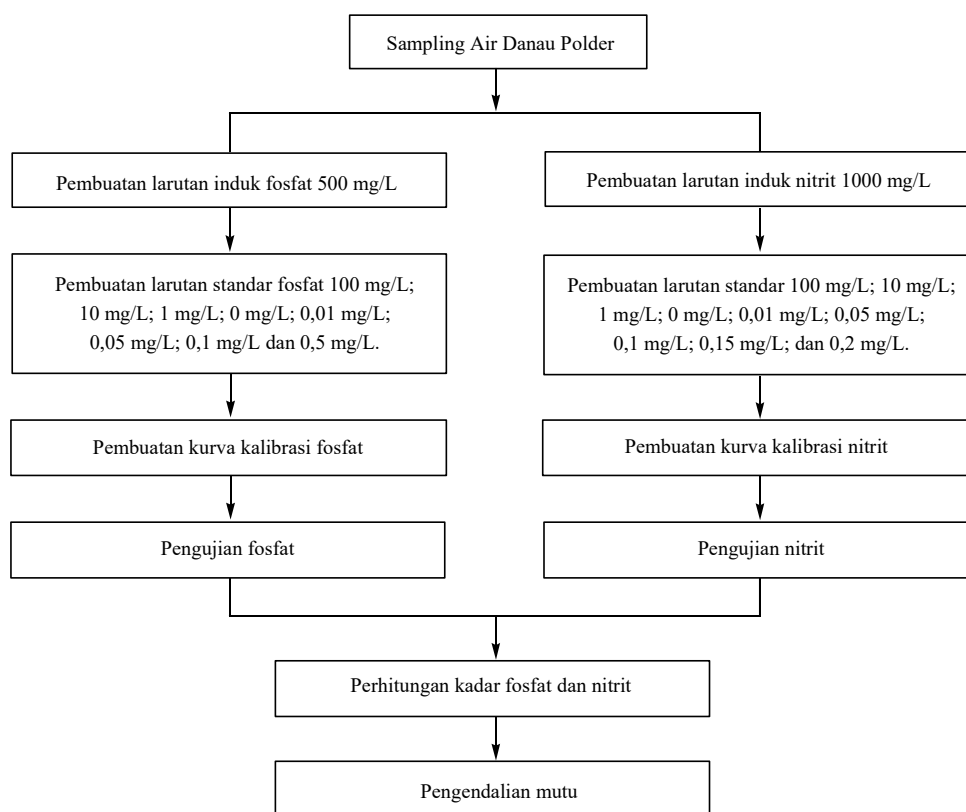 Sampling Air Danau Polder
Pembuatan larutan induk fosfat 500 mg/L
Pembuatan larutan induk nitrit 1000 mg/L
Pembuatan larutan standar fosfat 100 mg/L;
10 mg/L; 1 mg/L; 0 mg/L; 0,01 mg/L;
0,05 mg/L; 0,1 mg/L dan 0,5 mg/L.
Pembuatan larutan standar 100 mg/L; 10 mg/L;
1 mg/L; 0 mg/L; 0,01 mg/L; 0,05 mg/L;
0,1 mg/L; 0,15 mg/L; dan 0,2 mg/L.
Pembuatan kurva kalibrasi fosfat
Pembuatan kurva kalibrasi nitrit
Pengujian fosfat
Pengujian nitrit
Perhitungan kadar fosfat dan nitrit
Pengendalian mutu